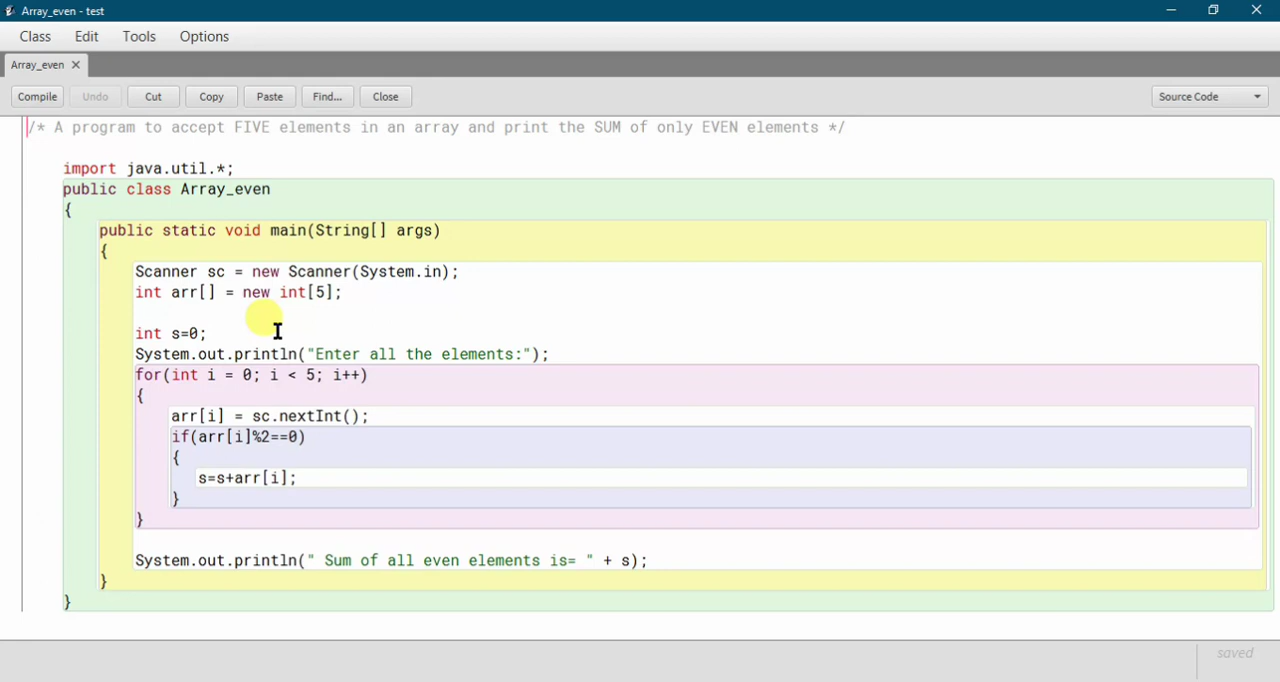 Array_even - test
Class Edit Tools Options
Array_even
Compile Undo Cut Copy Paste Find... Close Source Code
/* A program to accept FIVE elements in an array and print the SUM of only EVEN elements */
import java.util.*;
public class Array_even
{
public static void main(String[] args)
{
Scanner sc = new Scanner(System.in);
int arr[] = new int[5];
int s=0;
System.out.println("Enter all the elements:");
for(int i = 0; i < 5; i++)
{
arr[i] = sc.nextInt();
if(arr[i]%2==0)
{
s=s+arr[i];
}
}
System.out.println(" Sum of all even elements is= " + s);
}
}
saved